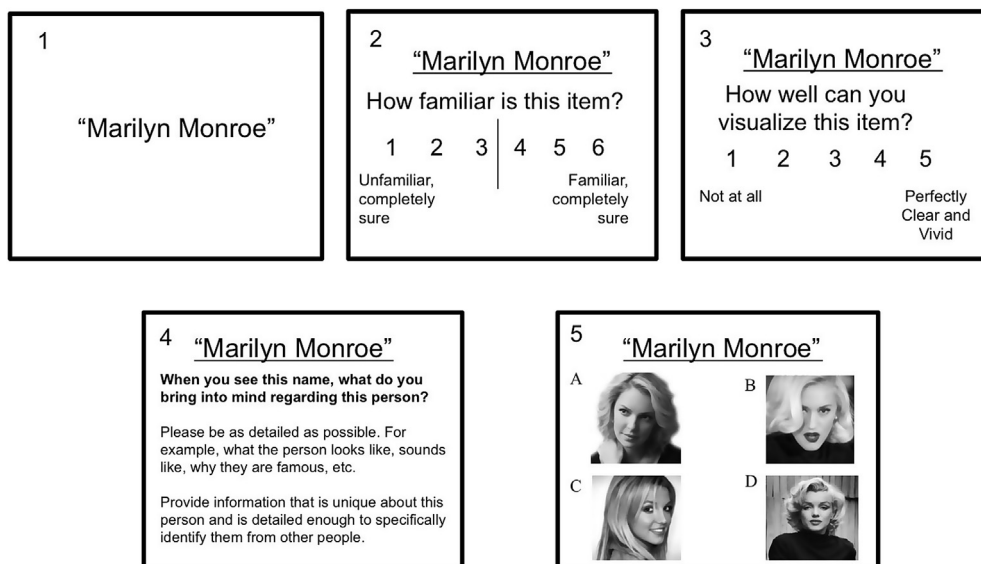 1
“Marilyn Monroe”
2
“Marilyn Monroe”
How familiar is this item?
1 2 3 4 5 6
Unfamiliar, completely sure
Familiar, completely sure
3
“Marilyn Monroe”
How well can you
visualize this item?
1 2 3 4 5
Not at all
Perfectly
Clear and
Vivid
4
“Marilyn Monroe”
When you see this name, what do you
bring into mind regarding this person?
Please be as detailed as possible. For
example, what the person looks like, sounds
like, why they are famous, etc.
Provide information that is unique about this
person and is detailed enough to specifically
identify them from other people.
5
“Marilyn Monroe”
A
B
C
D